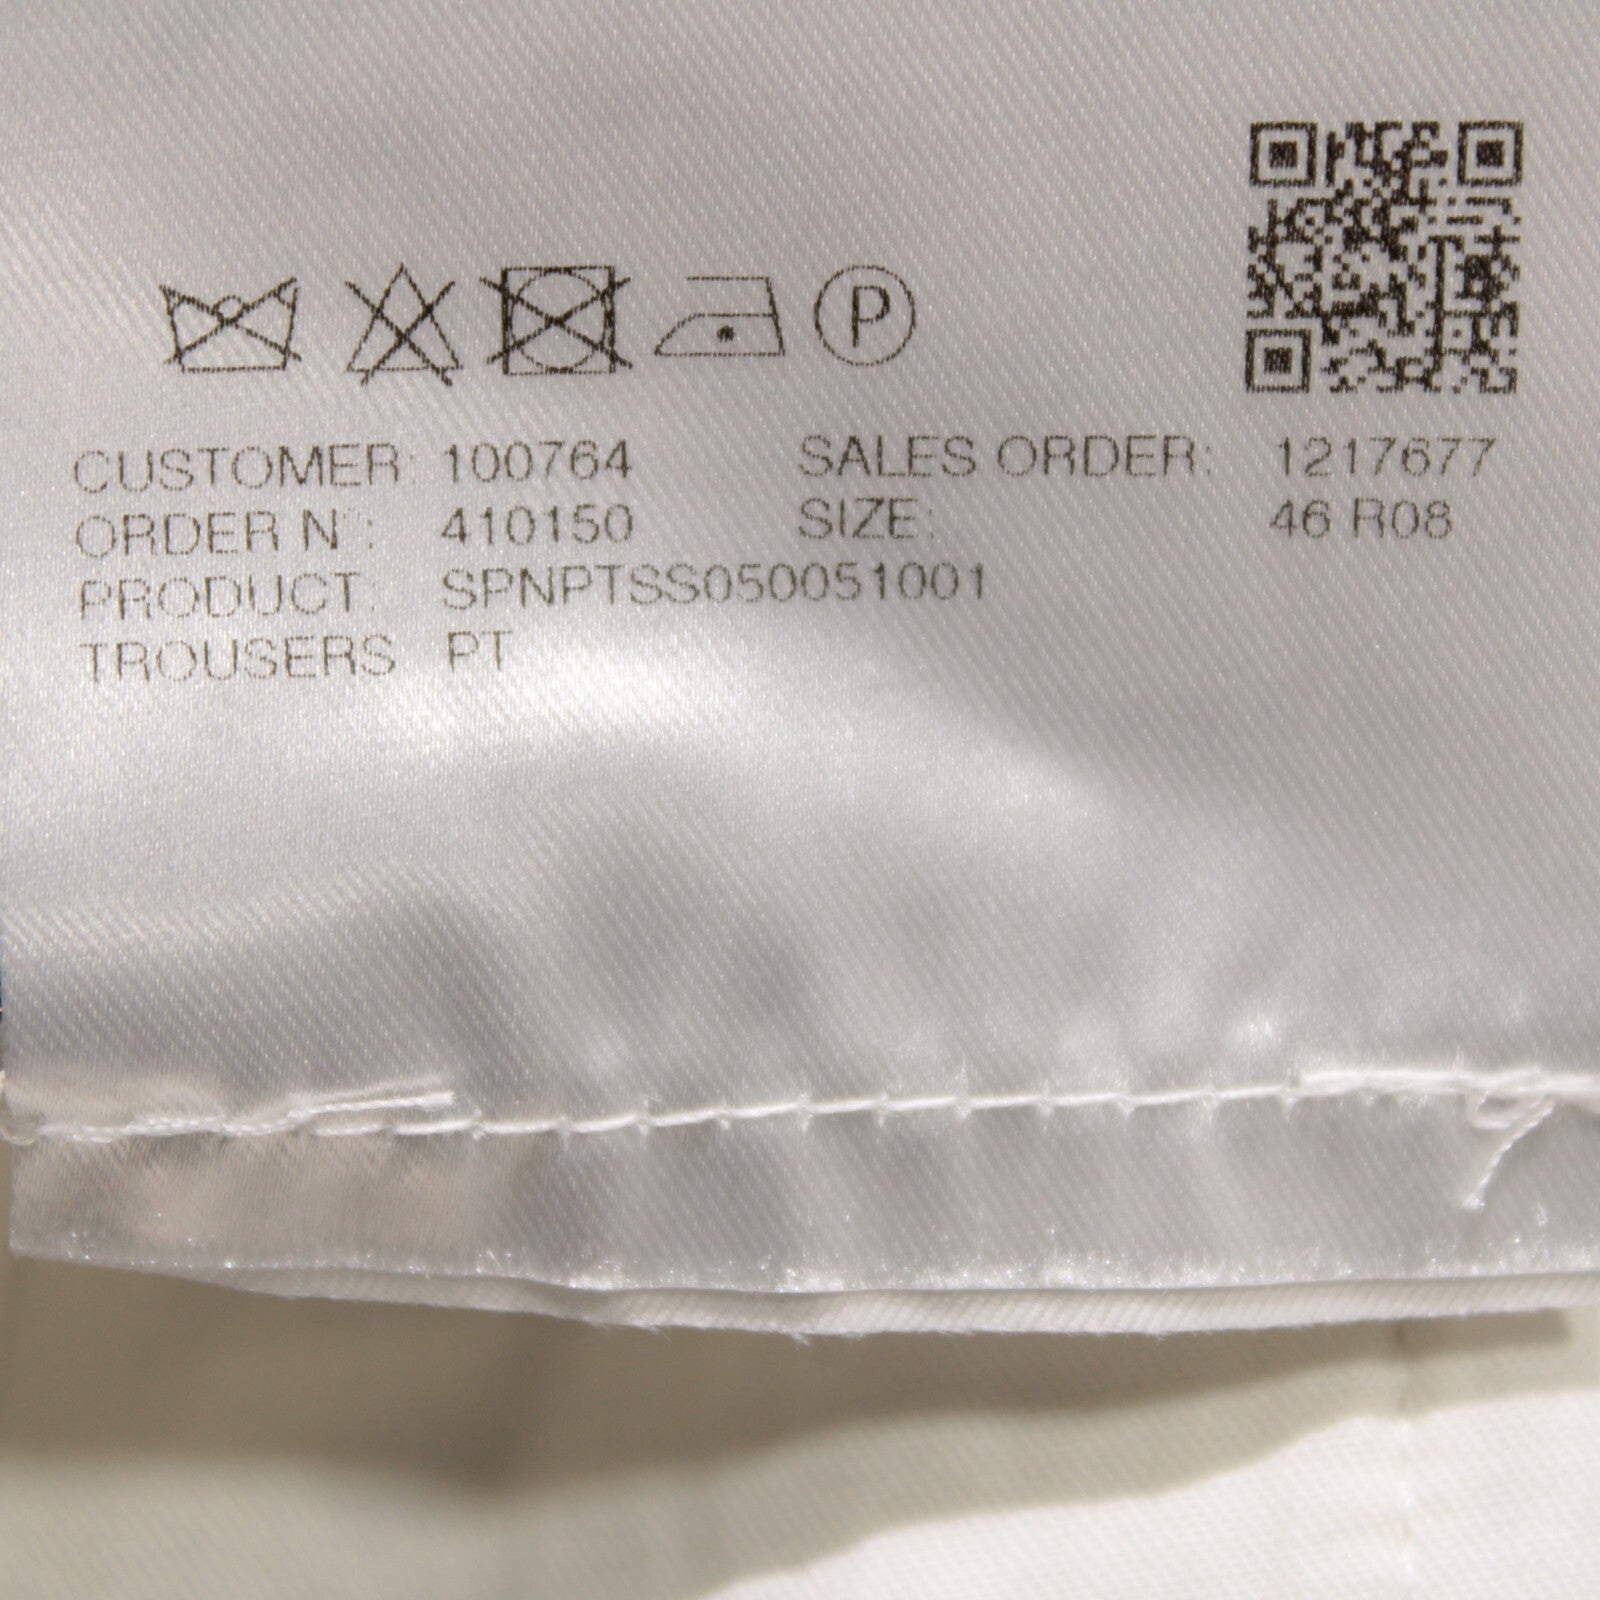 P
CUSTOMER: 100764 SALES ORDER: 1217677
ORDER N°: 410150 SIZE: 46 R08
PRODUCT: SPNPTSS050051001
TROUSERS PT